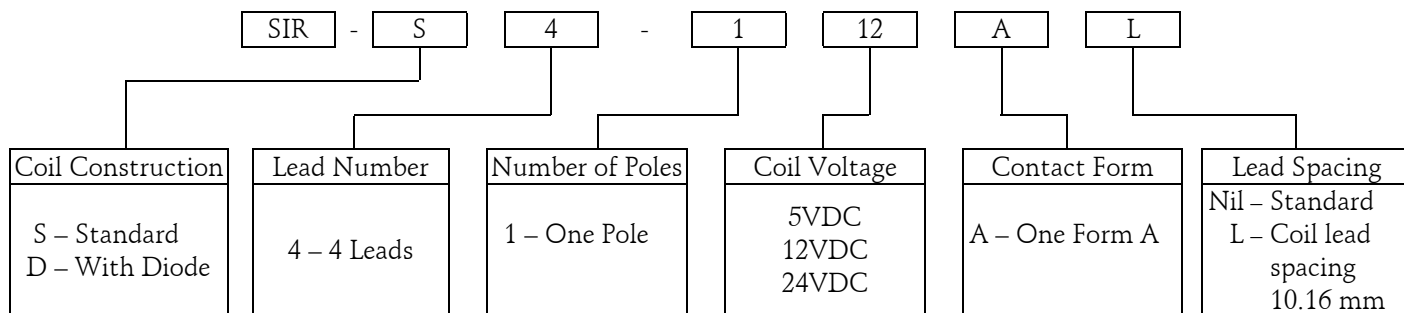 SIR - S 4 - 1 12 A L
Coil Construction
S – Standard
D – With Diode
Lead Number
4 – 4 Leads
Number of Poles
1 – One Pole
Coil Voltage
5VDC
12VDC
24VDC
Contact Form
A – One Form A
Lead Spacing
Nil – Standard
L – Coil lead
spacing
10.16 mm